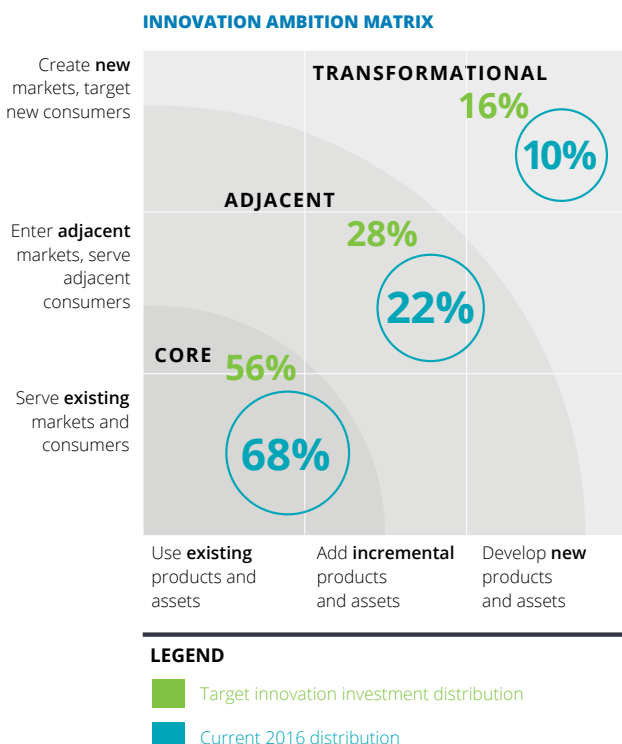 INNOVATION AMBITION MATRIX
Create new
markets, target
new consumers
TRANSFORMATIONAL
16%
10%
Enter adjacent
markets, serve
adjacent
consumers
ADJACENT
28%
22%
Serve existing
markets and
consumers
CORE
56%
68%
Use existing
products and
assets
Add incremental
products
and assets
Develop new
products
and assets
LEGEND
Target innovation investment distribution
Current 2016 distribution